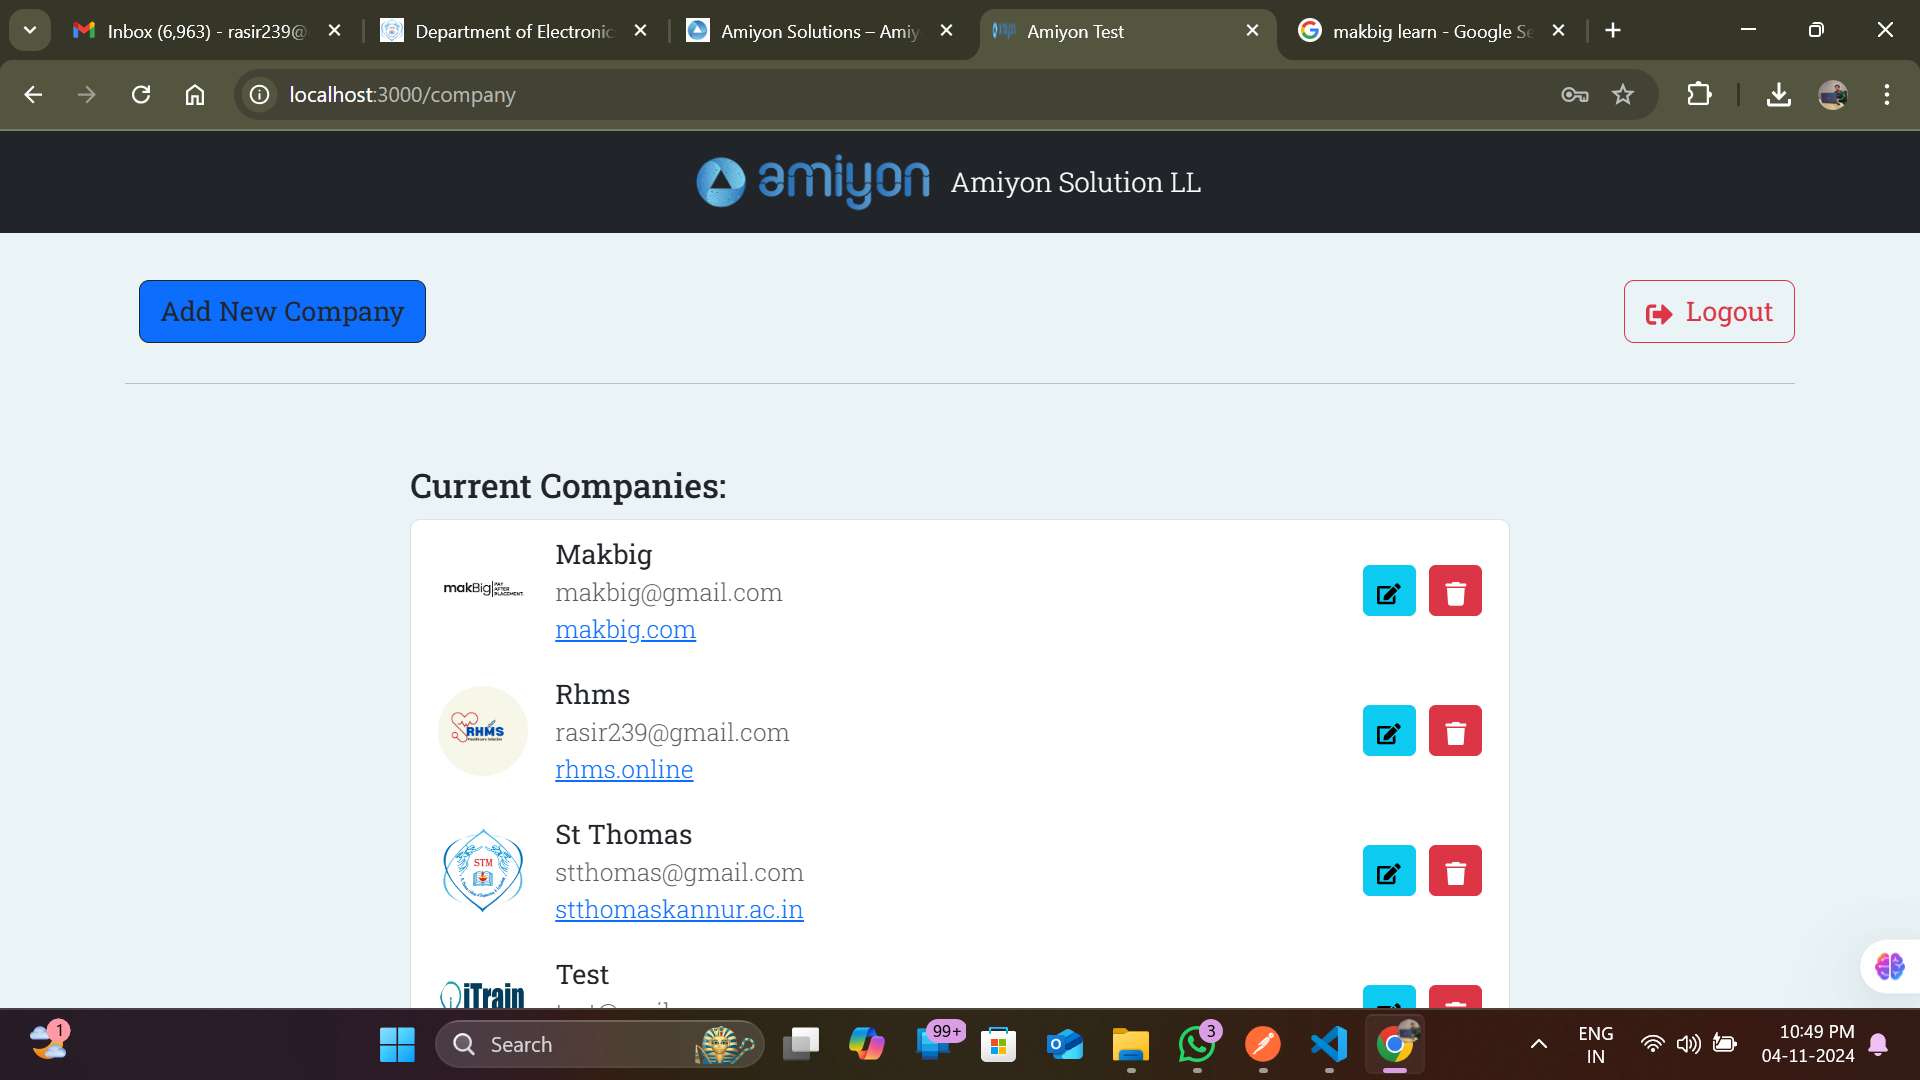 Inbox (6,963) - rasir239@
Department of Electronic
Amiyon Solutions – Amiy
Amiyon Test
makbig learn - Google Se
localhost:3000/company
amiyon Amiyon Solution LL
Add New Company
Logout
Current Companies:
makBig PAY AFTER PLACEMENT.
Makbig
makbig@gmail.com
makbig.com
RHMS
Rhms
rasir239@gmail.com
rhms.online
STM
St Thomas
stthomas@gmail.com
stthomaskannur.ac.in
iTrain
Test
1
Search
99+
3
ENG
IN
10:49 PM
04-11-2024